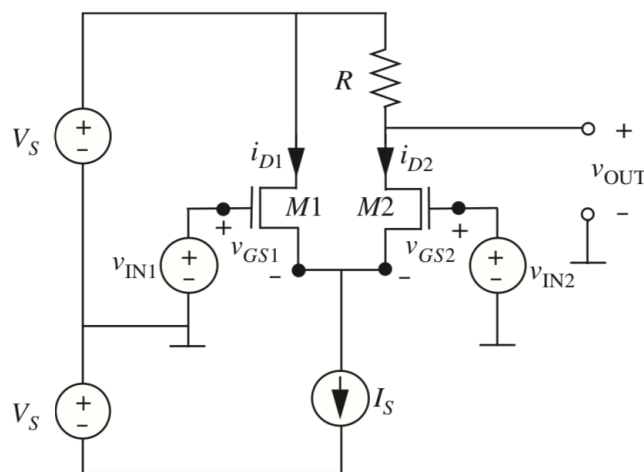 R
V_S
+
-
i_D1
i_D2
+
v_OUT
-
M1
M2
+
v_GS1
-
+
v_GS2
-
v_IN1
+
-
+
-
v_IN2
V_S
+
-
I_S